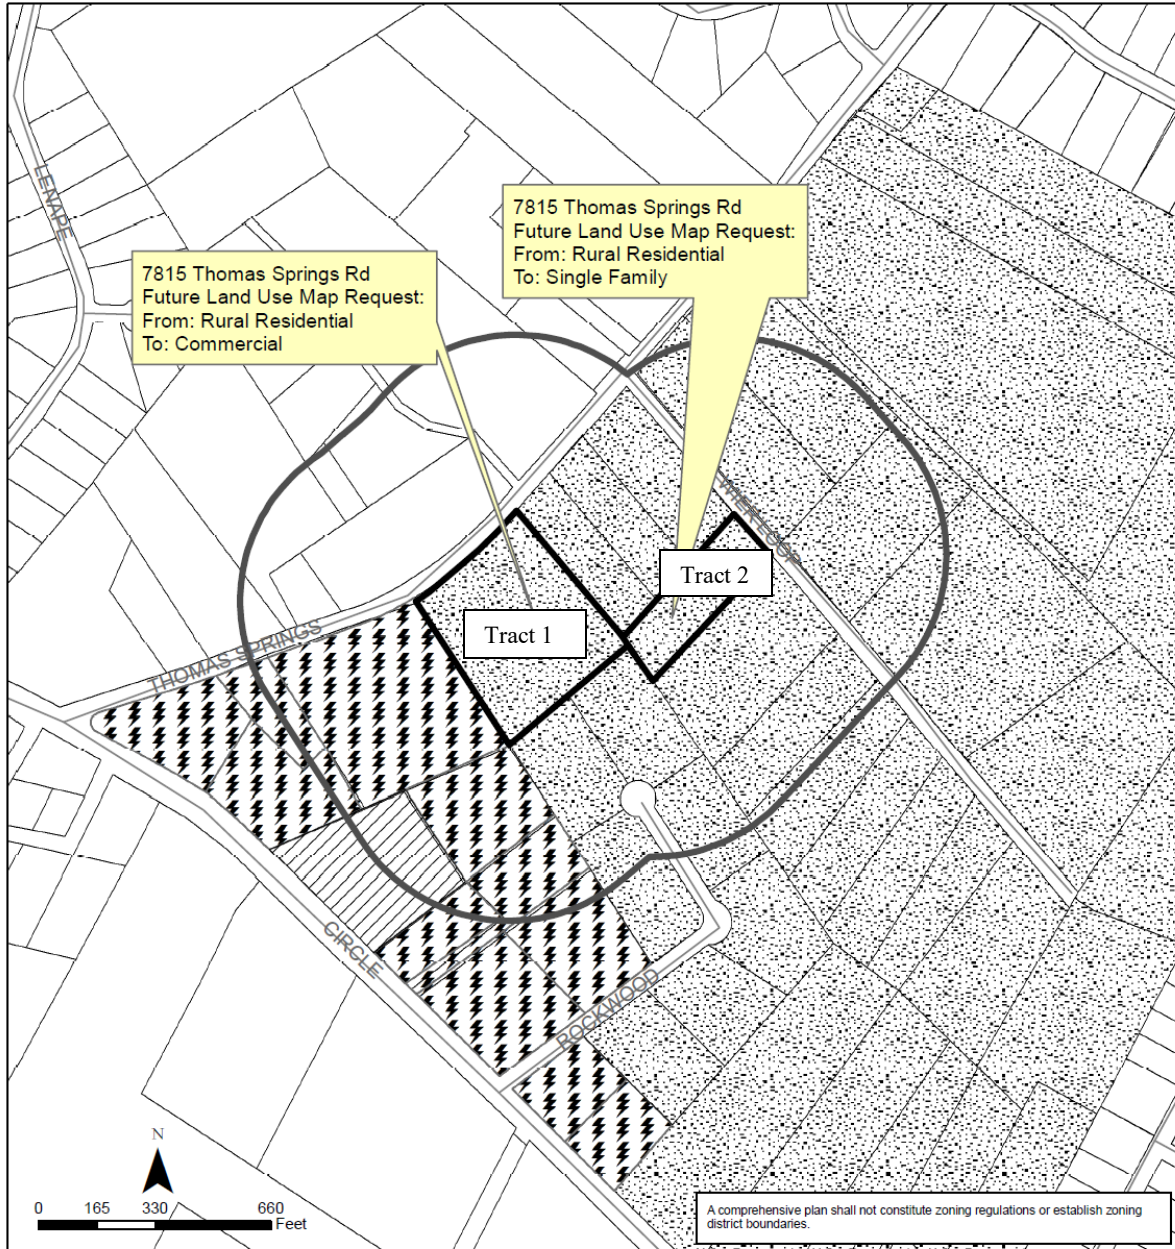 LENAPE
7815 Thomas Springs Rd
Future Land Use Map Request:
From: Rural Residential
To: Single Family
7815 Thomas Springs Rd
Future Land Use Map Request:
From: Rural Residential
To: Commercial
WIER LOOP
Tract 2
Tract 1
THOMAS SPRINGS
CIRCLE
ROCKWOOD
N
0 165 330 660
Feet
A comprehensive plan shall not constitute zoning regulations or establish zoning
district boundaries.